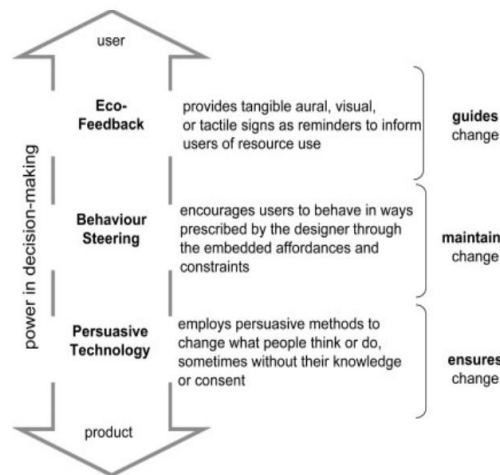 user
Eco-
Feedback
provides tangible aural, visual,
or tactile signs as reminders to inform
users of resource use
guides
change
power in decision-making
Behaviour
Steering
encourages users to behave in ways
prescribed by the designer through
the embedded affordances and
constraints
maintain
change
Persuasive
Technology
employs persuasive methods to
change what people think or do,
sometimes without their knowledge
or consent
ensures
change
product